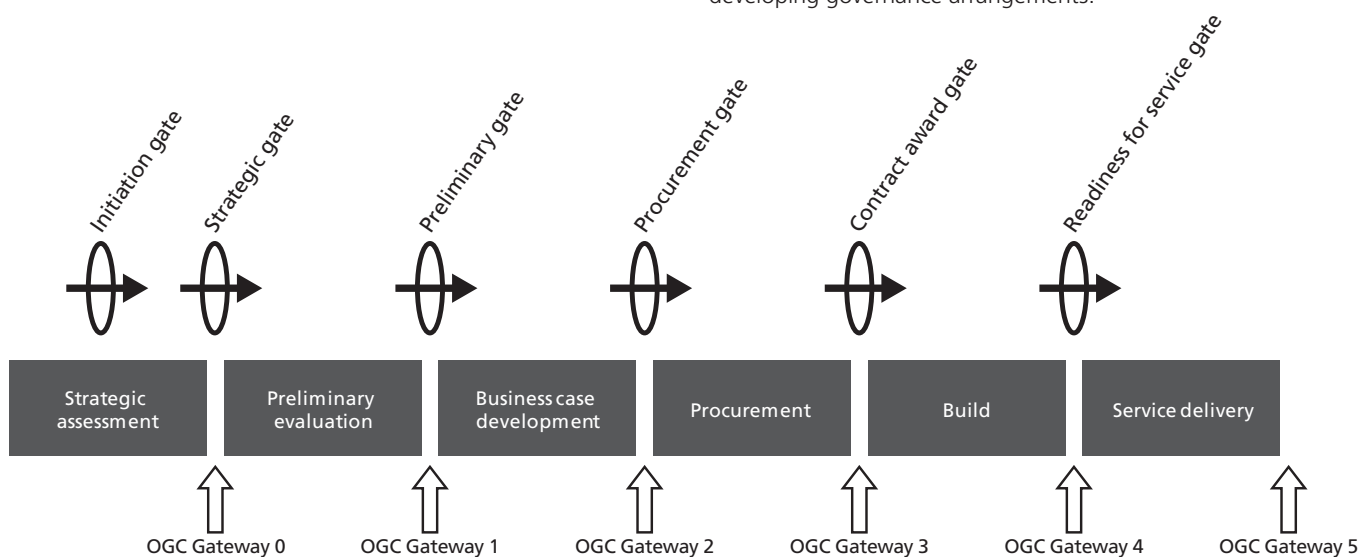 developing governance arrangements.
Initiation gate
Strategic gate
Preliminary gate
Procurement gate
Contract award gate
Readiness for service gate
Strategic
assessment
Preliminary
evaluation
Business case
development
Procurement
Build
Service delivery
OGC Gateway 0
OGC Gateway 1
OGC Gateway 2
OGC Gateway 3
OGC Gateway 4
OGC Gateway 5